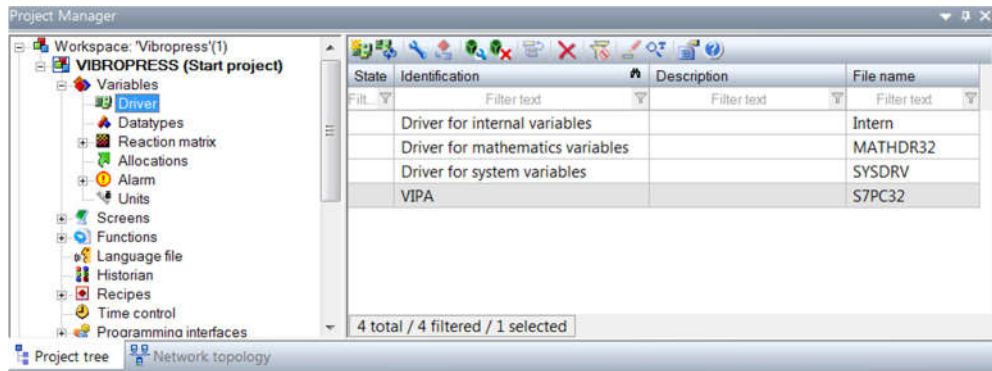 Project Manager
Workspace: 'Vibropress'(1)
VIBROPRESS (Start project)
Variables
Driver
Datatypes
Reaction matrix
Allocations
Alarm
Units
Screens
Functions
Language file
Historian
Recipes
Time control
Programming interfaces
State Identification Description File name
Filt... Filter text Filter text Filter text
Driver for internal variables Intern
Driver for mathematics variables MATHDR32
Driver for system variables SYSDRV
VIPA S7PC32
4 total / 4 filtered / 1 selected
Project tree Network topology